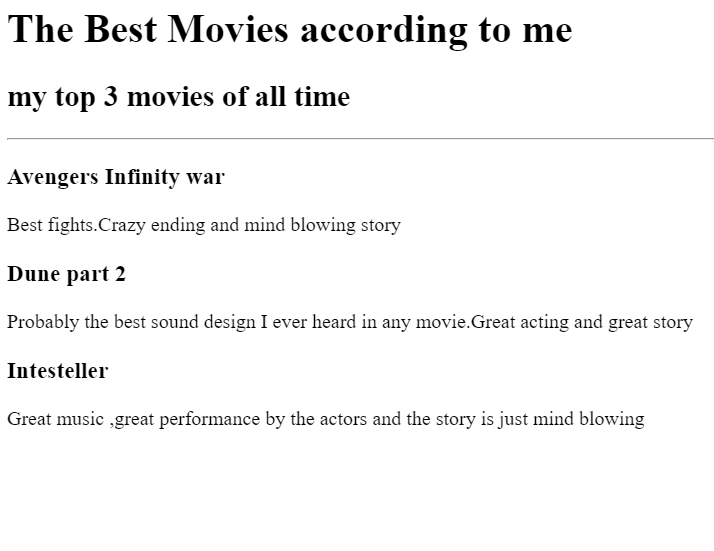 The Best Movies according to me
my top 3 movies of all time
Avengers Infinity war
Best fights.Crazy ending and mind blowing story
Dune part 2
Probably the best sound design I ever heard in any movie.Great acting and great story
Intesteller
Great music ,great performance by the actors and the story is just mind blowing